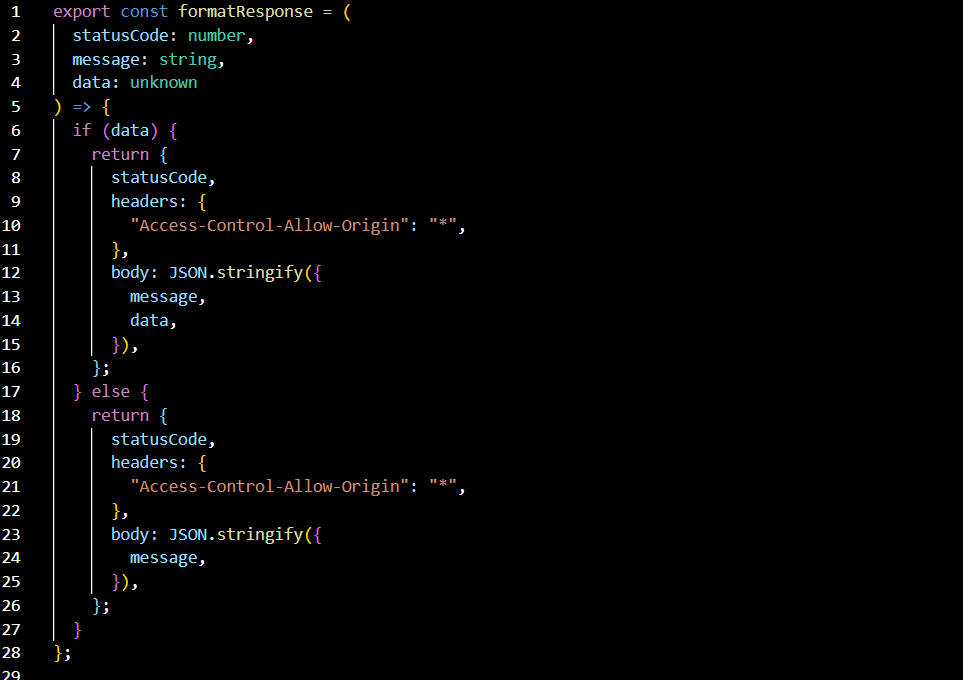 1 export const formatResponse = (
2   statusCode: number,
3   message: string,
4   data: unknown
5 ) => {
6   if (data) {
7     return {
8       statusCode,
9       headers: {
10         "Access-Control-Allow-Origin": "*",
11       },
12       body: JSON.stringify({
13         message,
14         data,
15       }),
16     };
17   } else {
18     return {
19       statusCode,
20       headers: {
21         "Access-Control-Allow-Origin": "*",
22       },
23       body: JSON.stringify({
24         message,
25       }),
26     };
27   }
28 };
29